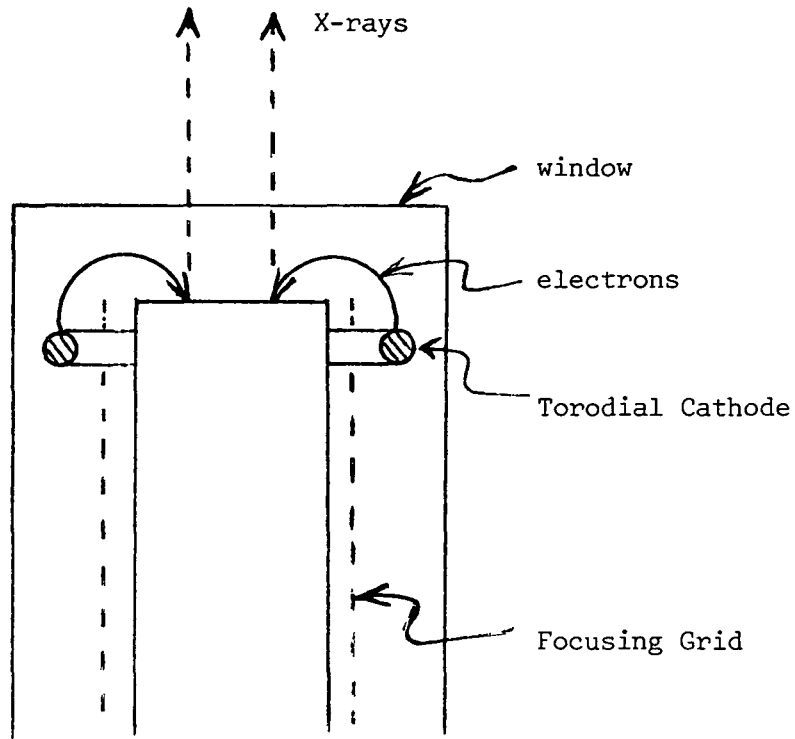 X-rays
window
electrons
Torodial Cathode
Focusing Grid